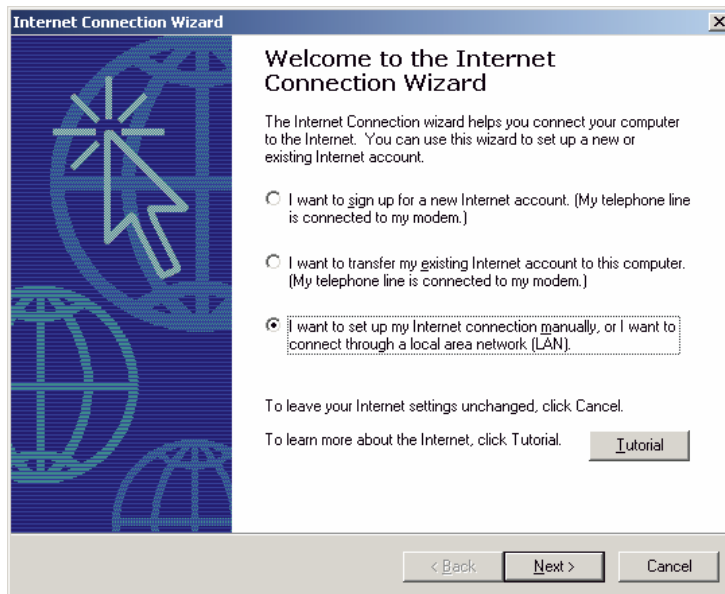 Internet Connection Wizard
Welcome to the Internet
Connection Wizard
The Internet Connection wizard helps you connect your computer
to the Internet. You can use this wizard to set up a new or
existing Internet account.
I want to sign up for a new Internet account. (My telephone line
is connected to my modem.)
I want to transfer my existing Internet account to this computer.
(My telephone line is connected to my modem.)
I want to set up my Internet connection manually, or I want to
connect through a local area network (LAN).
To leave your Internet settings unchanged, click Cancel.
To learn more about the Internet, click Tutorial.
Tutorial
< Back
Next >
Cancel